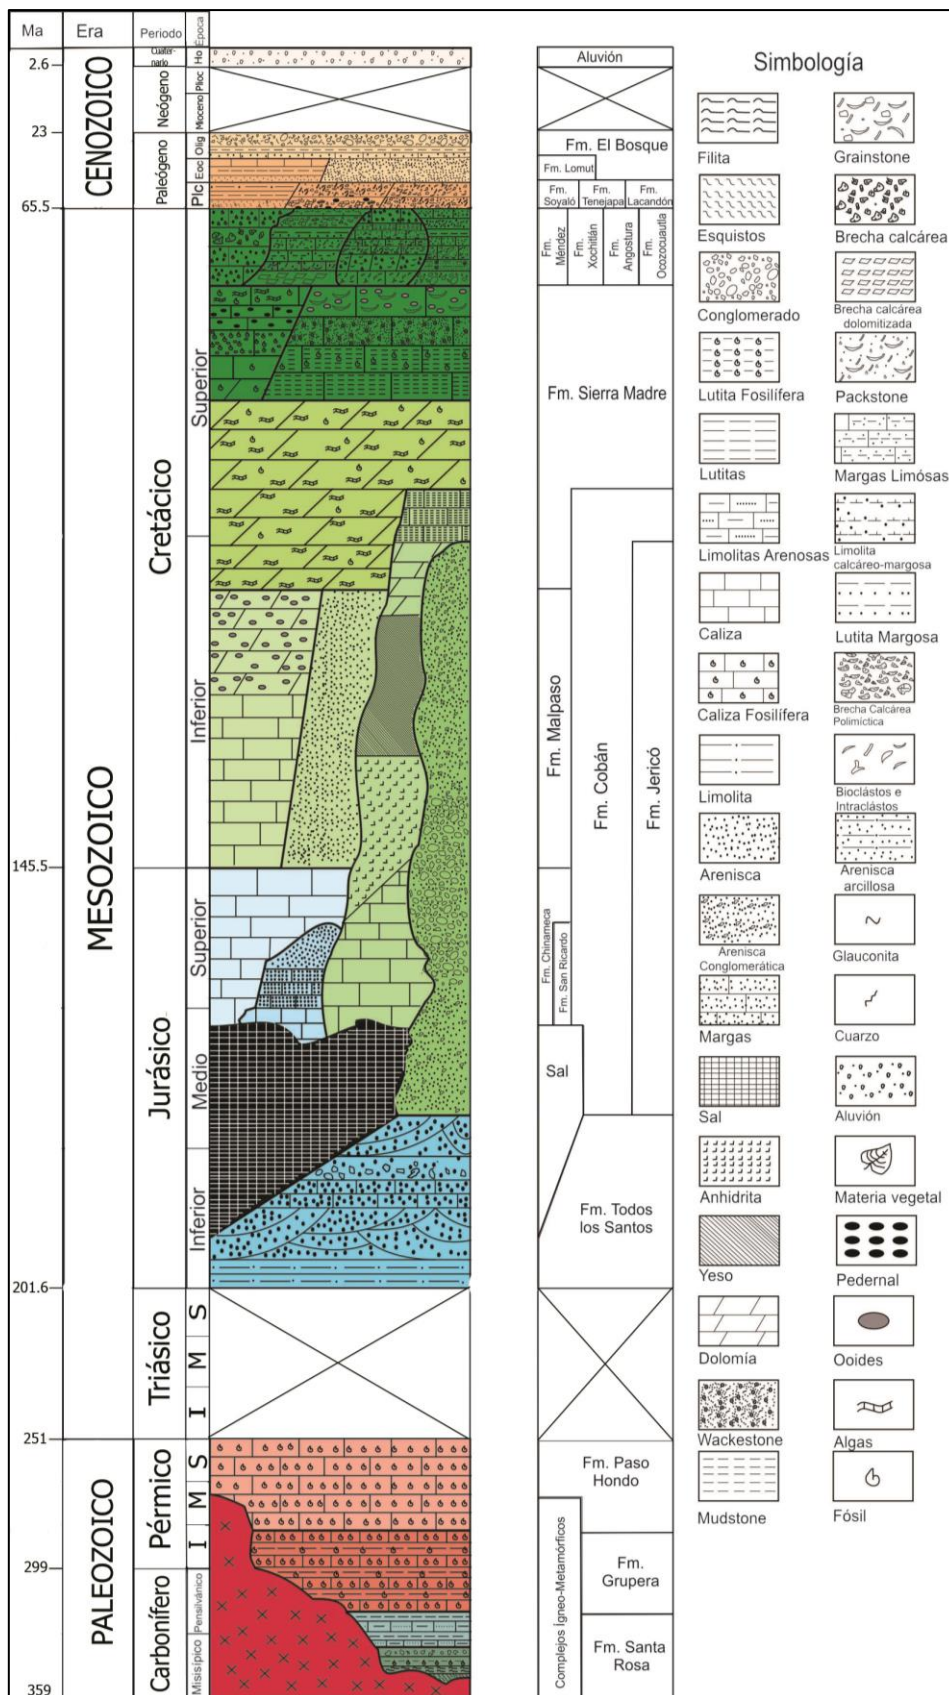 Ma
Era
Periodo
Época
2.6
23
65.5
145.5
201.6
251
299
359
CENOZOICO
MESOZOICO
PALEOZOICO
Cuater-
nario
Neógeno
Paleógeno
Cretácico
Jurásico
Triásico
Pérmico
Carbonífero
Ho
Plioc
Mioceno
Olig
Eoc
Plc
Superior
Inferior
Superior
Medio
Inferior
S
M
I
S
M
I
Pensilvánico
Misisípico
Aluvión
Fm. El Bosque
Fm. Lomut
Fm.
Soyaló
Fm.
Tenejapa
Fm.
Lacandón
Fm.
Méndez
Fm.
Xochitlán
Fm.
Angostura
Fm.
Ocozocuautla
Fm. Sierra Madre
Fm. Malpaso
Fm. Cobán
Fm. Jericó
Fm. Chinameca
Fm. San Ricardo
Sal
Fm. Todos
los Santos
Fm. Paso
Hondo
Complejos Ígneo-Metamórficos
Fm.
Grupera
Fm. Santa
Rosa
Simbología
Filita
Grainstone
Esquistos
Brecha calcárea
Conglomerado
Brecha calcárea
dolomitizada
Lutita Fosilífera
Packstone
Lutitas
Margas Limósas
Limolitas Arenosas
Limolita
calcáreo-margosa
Caliza
Lutita Margosa
Caliza Fosilífera
Brecha Calcárea
Polimíctica
Limolita
Bioclástos e
Intraclástos
Arenisca
Arenisca
arcillosa
Arenisca
Conglomerática
Glauconita
Margas
Cuarzo
Sal
Aluvión
Anhidrita
Materia vegetal
Yeso
Pedernal
Dolomía
Ooides
Wackestone
Algas
Mudstone
Fósil